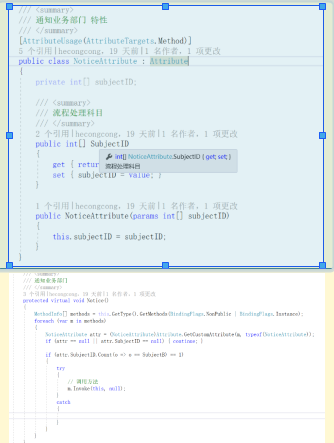 /// <summary>
/// 通知业务部门 特性
/// </summary>
[AttributeUsage(AttributeTargets.Method)]
5 个引用|hecongcong，19 天前|1 名作者，1 项更改
public class NoticeAttribute : Attribute
{
private int[] subjectID;
/// <summary>
/// 流程处理科目
/// </summary>
2 个引用|hecongcong，19 天前|1 名作者，1 项更改
public int[] SubjectID
{
int[] NoticeAttribute.SubjectID { get; set; }
流程处理科目
get { retur
set { subjectID = value; }
}
1 个引用|hecongcong，19 天前|1 名作者，1 项更改
public NoticeAttribute(params int[] subjectID)
{
this.subjectID = subjectID;
}
}
/// <summary>
/// 通知业务部门
/// </summary>
个引用|hecongcong，19 天前|1 名作者，1 项更改
protected virtual void Notice()
{
MethodInfo[] methods = this.GetType().GetMethods(BindingFlags.NonPublic | BindingFlags.Instance);
foreach (var m in methods)
{
NoticeAttribute attr = (NoticeAttribute)Attribute.GetCustomAttribute(m, typeof(NoticeAttribute));
if (attr == null || attr.SubjectID == null) { continue; }
if (attr.SubjectID.Count(o => o == SubjectID) == 1)
{
try
{
// 调用方法
m.Invoke(this, null);
}
catch
{
}
}